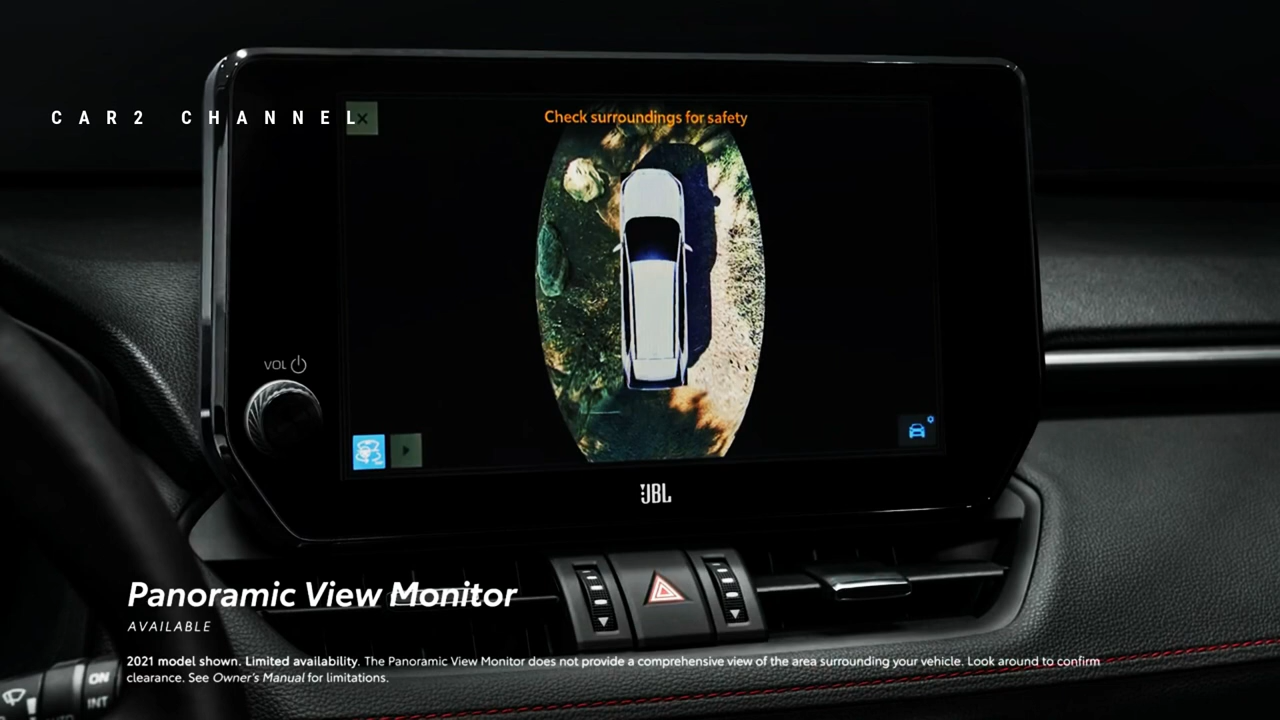 CAR2 CHANNEL
Check surroundings for safety
VOL
JBL
Panoramic View Monitor
AVAILABLE
2021 model shown. Limited availability. The Panoramic View Monitor does not provide a comprehensive view of the area surrounding your vehicle. Look around to confirm
clearance. See Owner's Manual for limitations.
ON
INT